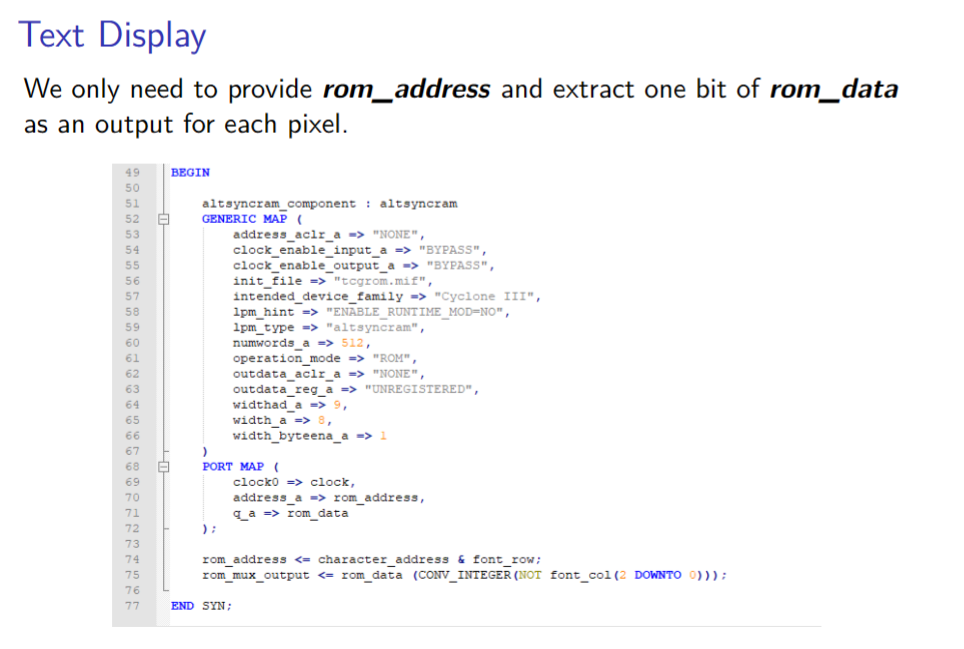 Text Display
We only need to provide rom_address and extract one bit of rom_data
as an output for each pixel.
49 BEGIN
50
51 altsyncram_component : altsyncram
52 GENERIC MAP (
53 address_aclr_a => "NONE",
54 clock_enable_input_a => "BYPASS",
55 clock_enable_output_a => "BYPASS",
56 init_file => "tcgrom.mif",
57 intended_device_family => "Cyclone III",
58 lpm_hint => "ENABLE_RUNTIME_MOD=NO",
59 lpm_type => "altsyncram",
60 numwords_a => 512,
61 operation_mode => "ROM",
62 outdata_aclr_a => "NONE",
63 outdata_reg_a => "UNREGISTERED",
64 widthad_a => 9,
65 width_a => 8,
66 width_byteena_a => 1
67 )
68 PORT MAP (
69 clock0 => clock,
70 address_a => rom_address,
71 q_a => rom_data
72 );
73
74 rom_address <= character_address & font_row;
75 rom_mux_output <= rom_data (CONV_INTEGER(NOT font_col(2 DOWNTO 0)));
76
77 END SYN;